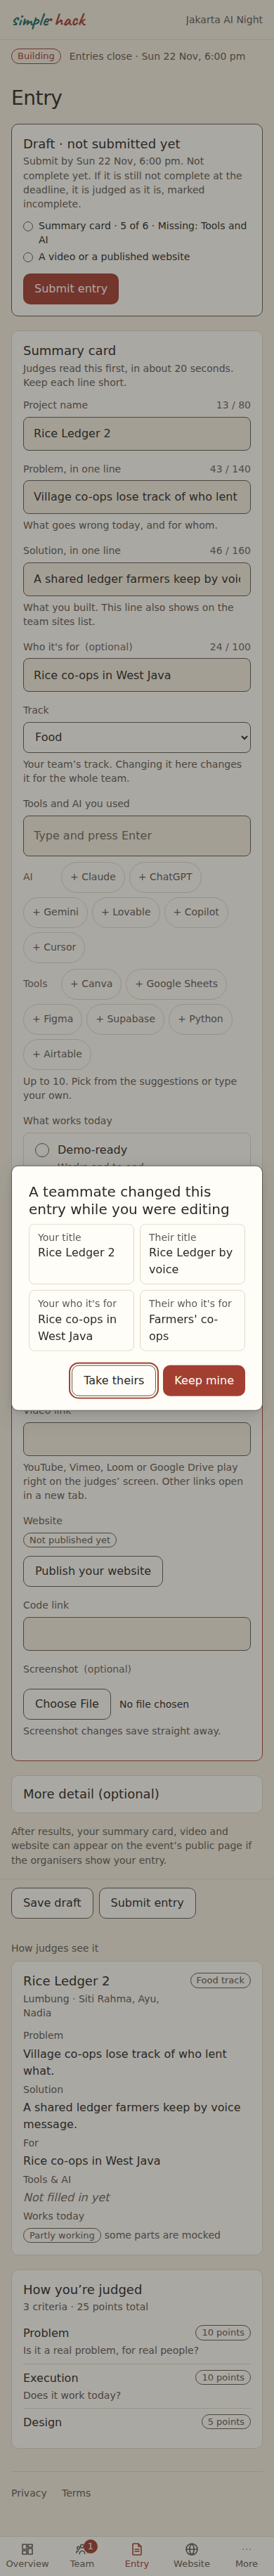 simple hack
Jakarta AI Night
Building
Entries close · Sun 22 Nov, 6:00 pm
Entry
Draft · not submitted yet
Submit by Sun 22 Nov, 6:00 pm. Not
complete yet. If it is still not complete at the
deadline, it is judged as it is, marked
incomplete.
Summary card · 5 of 6 · Missing: Tools and
AI
A video or a published website
Submit entry
Summary card
Judges read this first, in about 20 seconds.
Keep each line short.
Project name
13 / 80
Rice Ledger 2
Problem, in one line
43 / 140
Village co-ops lose track of who lent
What goes wrong today, and for whom.
Solution, in one line
46 / 160
A shared ledger farmers keep by voic
What you built. This line also shows on the
team sites list.
Who it's for (optional)
24 / 100
Rice co-ops in West Java
Track
Food
Your team’s track. Changing it here changes
it for the whole team.
Tools and AI you used
Type and press Enter
AI
+ Claude
+ ChatGPT
+ Gemini
+ Lovable
+ Copilot
+ Cursor
Tools
+ Canva
+ Google Sheets
+ Figma
+ Supabase
+ Python
+ Airtable
Up to 10. Pick from the suggestions or type
your own.
What works today
Demo-ready
A teammate changed this
entry while you were editing
Your title
Rice Ledger 2
Their title
Rice Ledger by
voice
Your who it's for
Rice co-ops in
West Java
Their who it's for
Farmers' co-
ops
Take theirs
Keep mine
Video link
YouTube, Vimeo, Loom or Google Drive play
right on the judges’ screen. Other links open
in a new tab.
Website
Not published yet
Publish your website
Code link
Screenshot (optional)
Choose File
No file chosen
Screenshot changes save straight away.
More detail (optional)
After results, your summary card, video and
website can appear on the event’s public page if
the organisers show your entry.
Save draft
Submit entry
How judges see it
Rice Ledger 2
Food track
Lumbung · Siti Rahma, Ayu,
Nadia
Problem
Village co-ops lose track of who lent
what.
Solution
A shared ledger farmers keep by voice
message.
For
Rice co-ops in West Java
Tools & AI
Not filled in yet
Works today
Partly working
some parts are mocked
How you’re judged
3 criteria · 25 points total
Problem
10 points
Is it a real problem, for real people?
Execution
10 points
Does it work today?
Design
5 points
Privacy
Terms
1
Overview
Team
Entry
Website
More